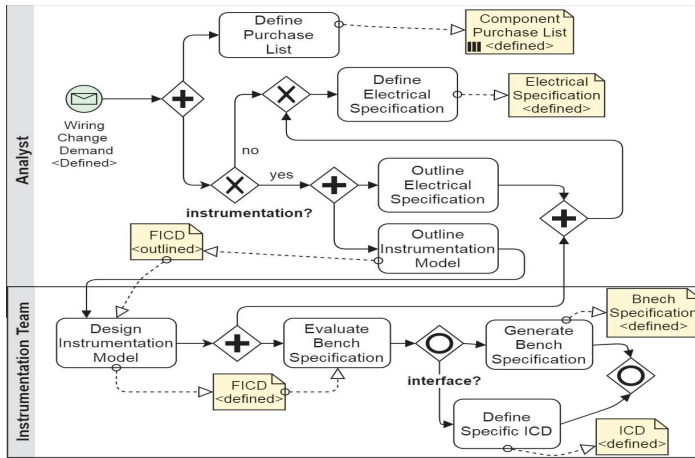 Analyst
Define
Purchase
List
Component
Purchase List
<defined>
Wiring
Change
Demand
<Defined>
Define
Electrical
Specification
Electrical
Specification
<defined>
no
yes
instrumentation?
Outline
Electrical
Specification
FICD
<outlined>
Outline
Instrumentation
Model
Instrumentation Team
Design
Instrumentation
Model
Evaluate
Bench
Specification
Generate
Bench
Specification
Bnech
Specification
<defined>
interface?
FICD
<defined>
Define
Specific ICD
ICD
<defined>